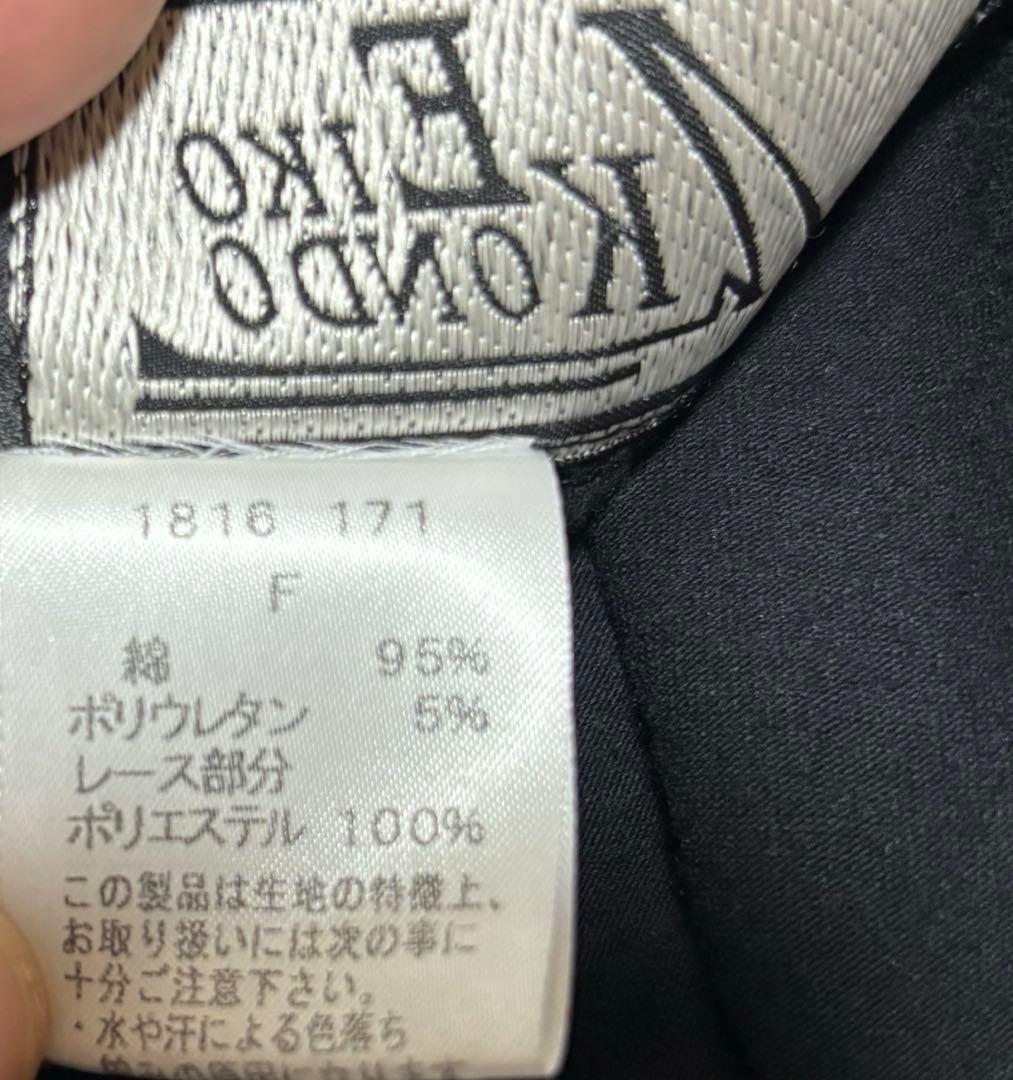 EIKO
KONDO
1816 171
F
綿 95%
ポリウレタン 5%
レース部分
ポリエステル 100%
この製品は生地の特徴上、
お取り扱いには次の事に
十分ご注意下さい。
・水や汗による色落ち